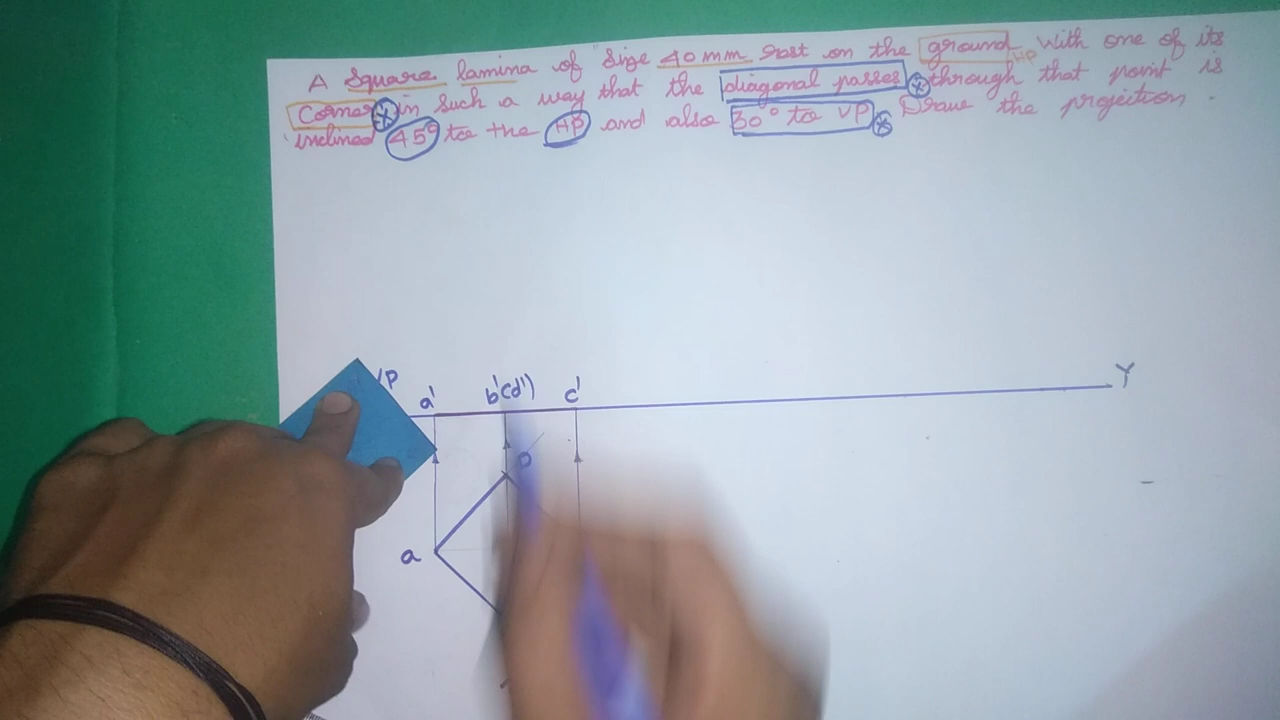 A Square lamina of size 40mm rest on the ground with one of its
HP
Corner in such a way that the diagonal passes through that point is
inclined 45° to the HP and also 30° to VP Draw the projection.
VP a' b'(d') c' Y
a